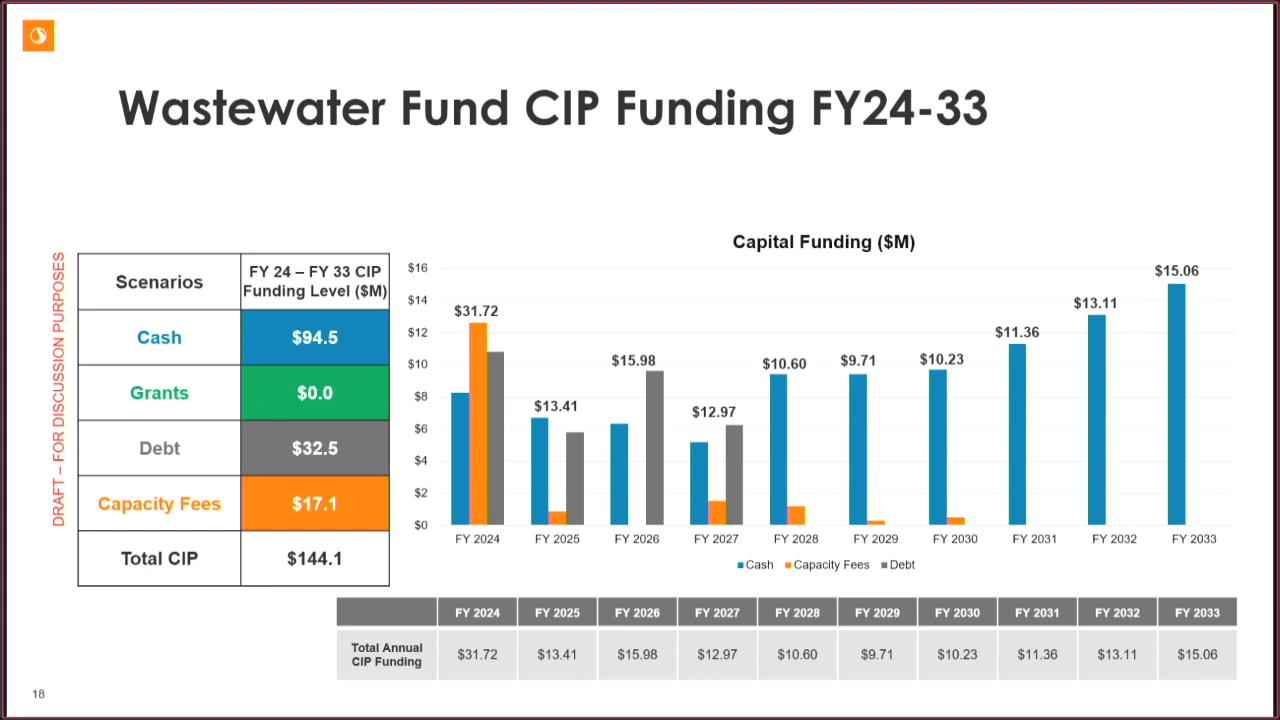 Wastewater Fund CIP Funding FY24-33
DRAFT – FOR DISCUSSION PURPOSES
Scenarios
FY 24 – FY 33 CIP
Funding Level ($M)
Cash
$94.5
Grants
$0.0
Debt
$32.5
Capacity Fees
$17.1
Total CIP
$144.1
Capital Funding ($M)
$16
$14
$12
$10
$8
$6
$4
$2
$0
$31.72
$13.41
$15.98
$12.97
$10.60
$9.71
$10.23
$11.36
$13.11
$15.06
FY 2024 FY 2025 FY 2026 FY 2027 FY 2028 FY 2029 FY 2030 FY 2031 FY 2032 FY 2033
Cash Capacity Fees Debt
FY 2024 FY 2025 FY 2026 FY 2027 FY 2028 FY 2029 FY 2030 FY 2031 FY 2032 FY 2033
Total Annual
CIP Funding
$31.72 $13.41 $15.98 $12.97 $10.60 $9.71 $10.23 $11.36 $13.11 $15.06
18